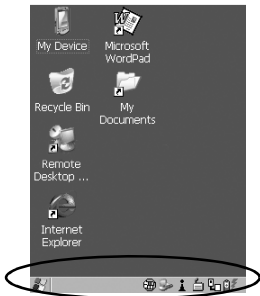 My Device
Microsoft
WordPad
Recycle Bin
My
Documents
Remote
Desktop ...
Internet
Explorer